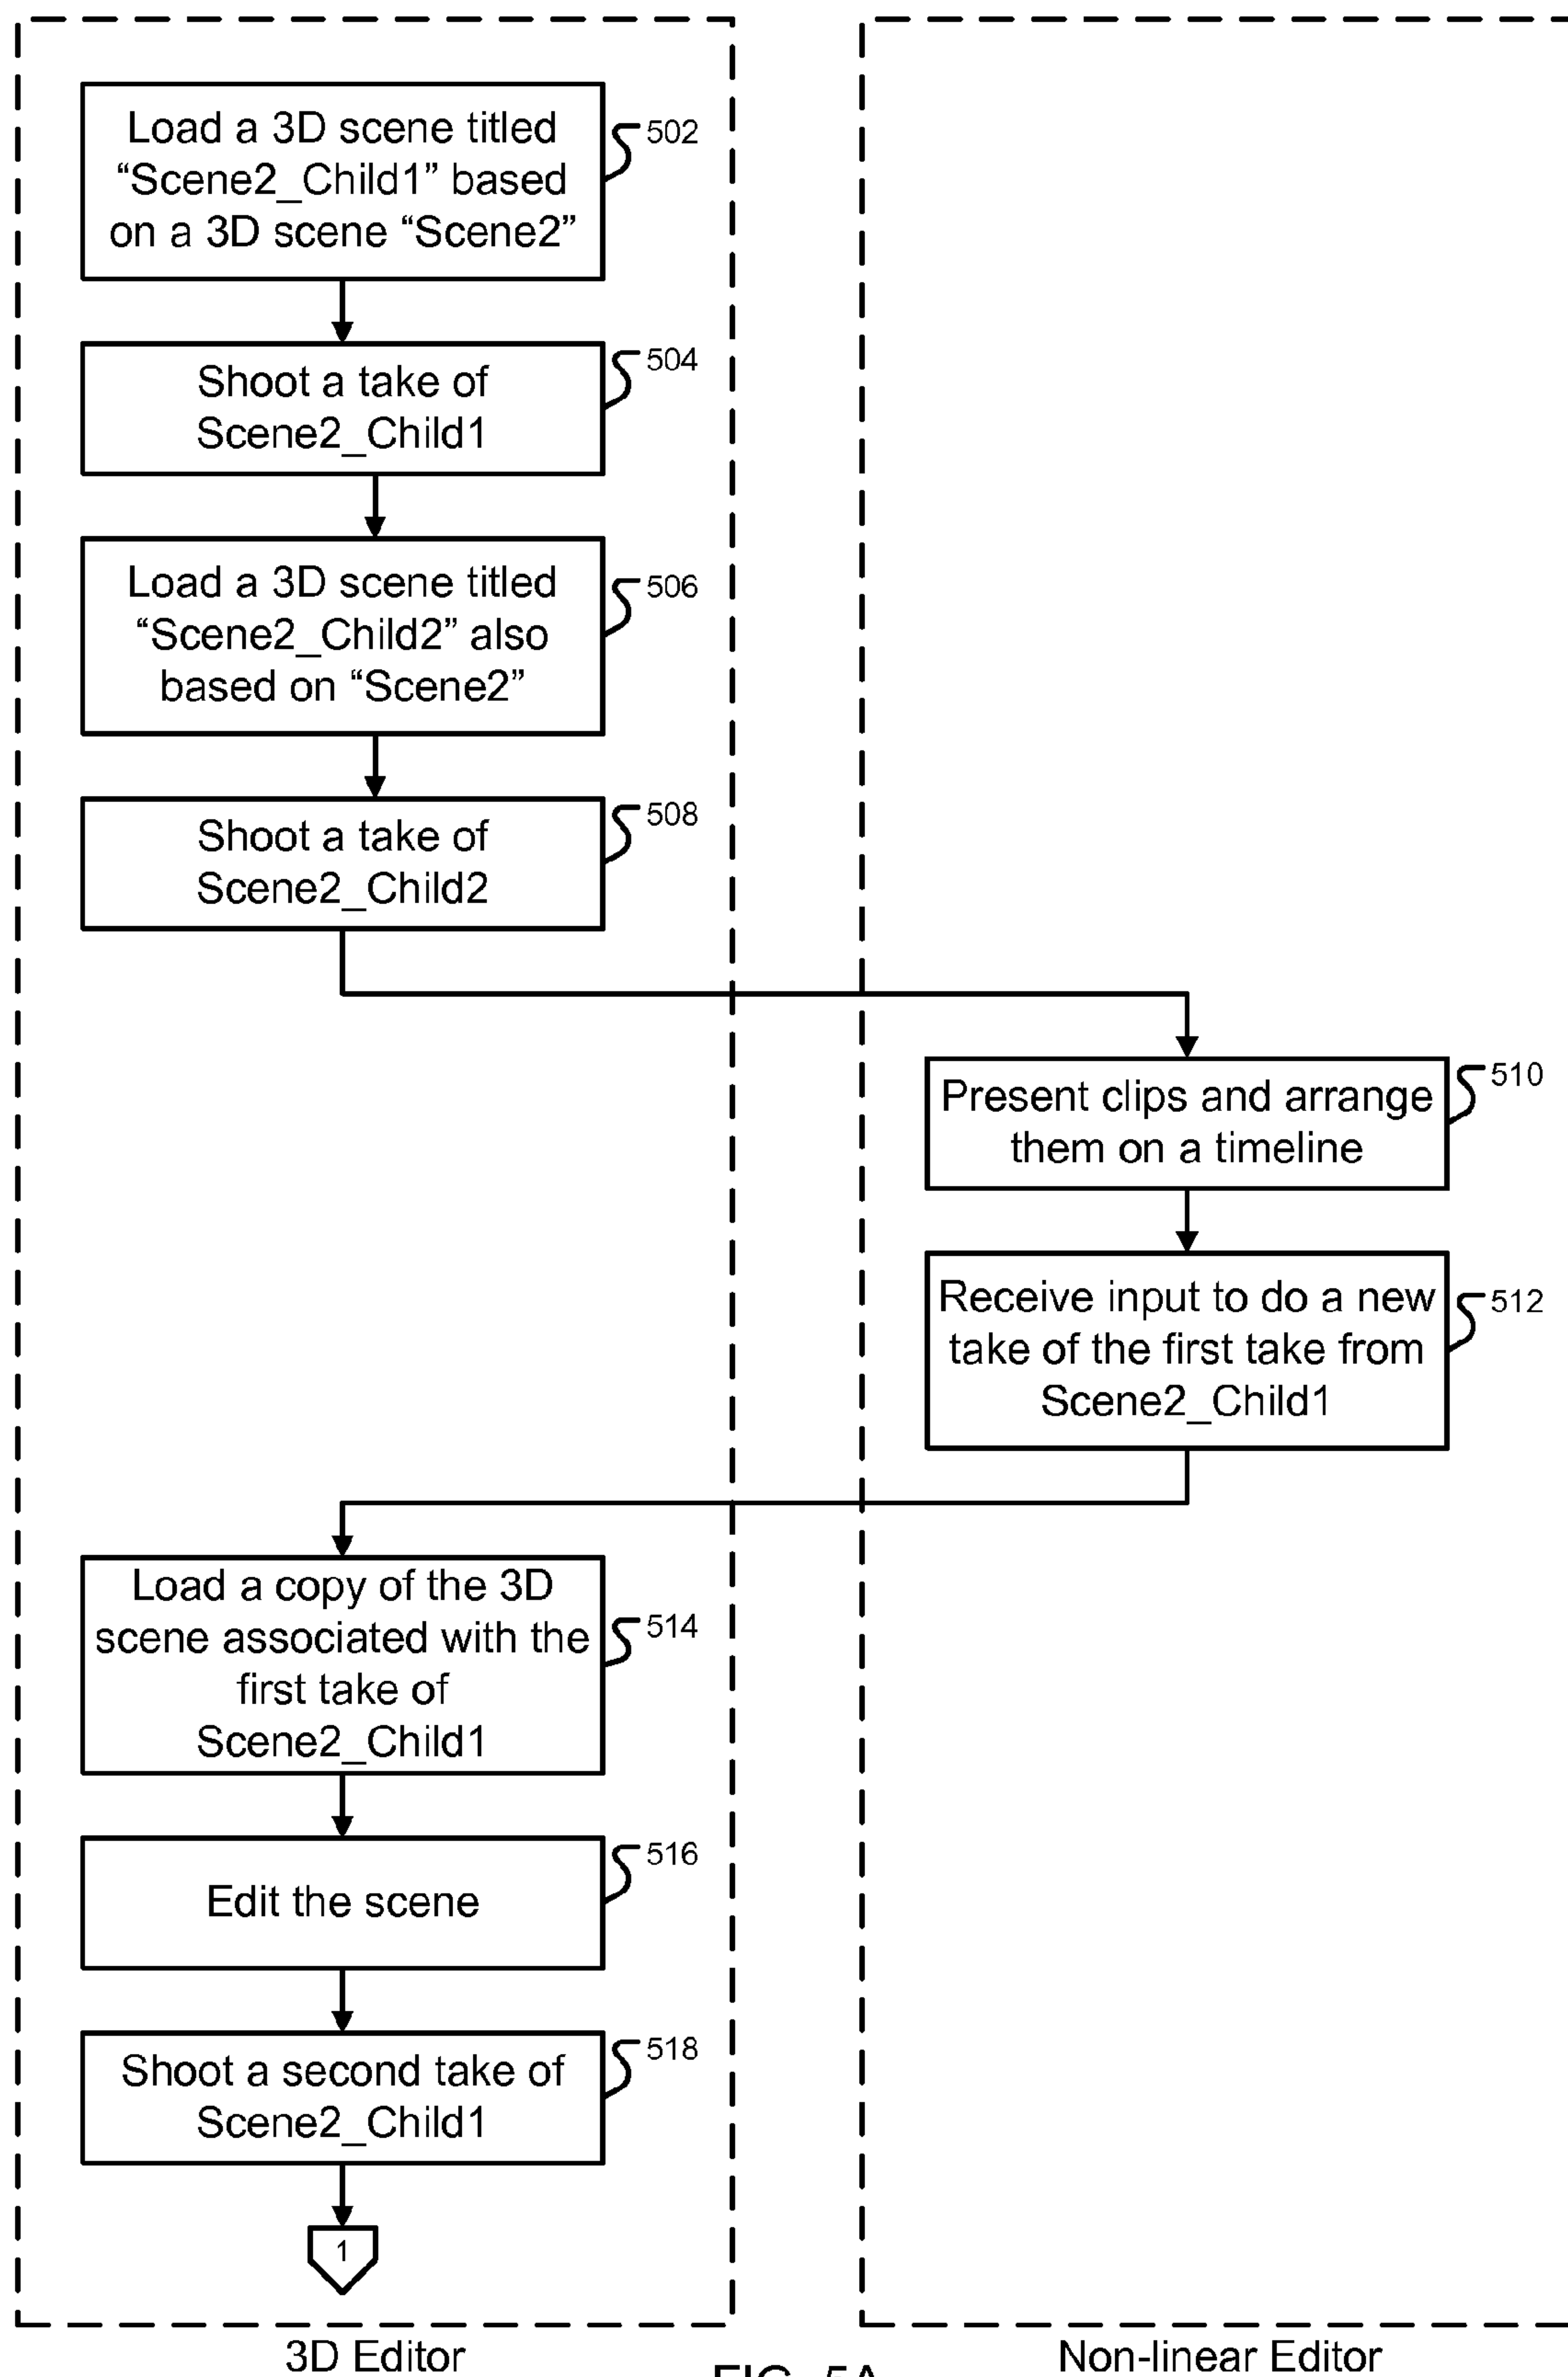 Load a 3D scene titled
“Scene2_Child1” based
on a 3D scene “Scene2”
502
Shoot a take of
Scene2_Child1
504
Load a 3D scene titled
“Scene2_Child2” also
based on “Scene2”
506
Shoot a take of
Scene2_Child2
508
Present clips and arrange
them on a timeline
510
Receive input to do a new
take of the first take from
Scene2_Child1
512
Load a copy of the 3D
scene associated with the
first take of
Scene2_Child1
514
Edit the scene
516
Shoot a second take of
Scene2_Child1
518
1
3D Editor
Non-linear Editor
FIG. 5A